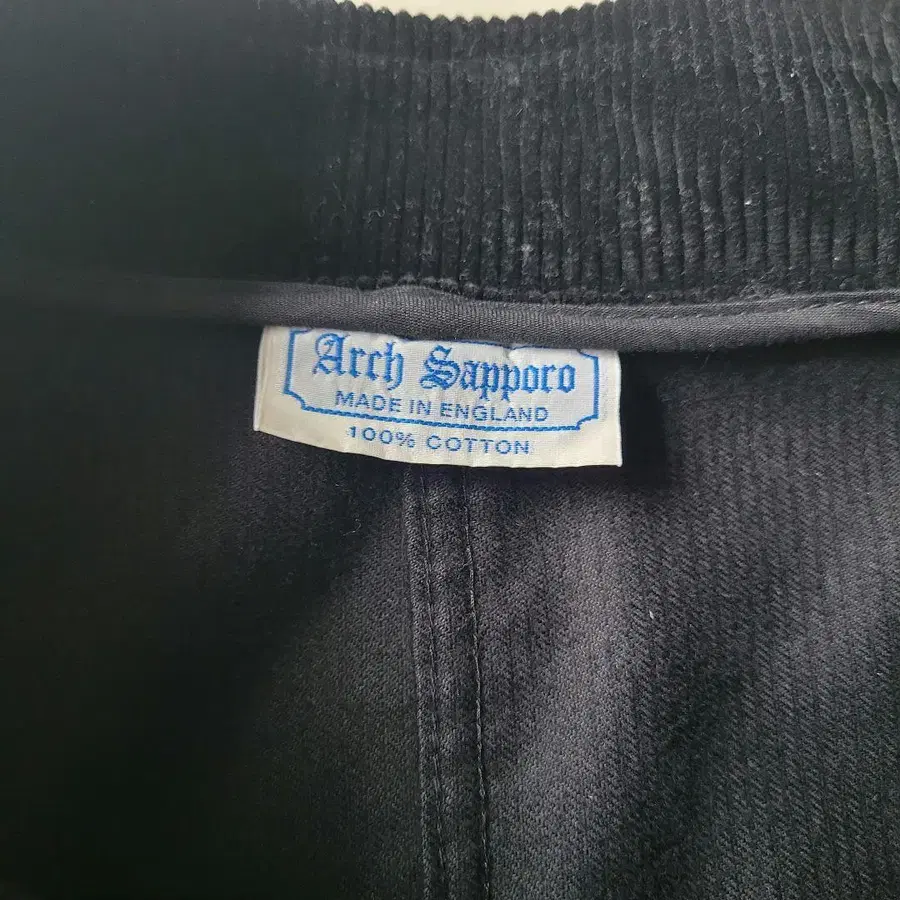 Arch Sapporo
MADE IN ENGLAND
100% COTTON